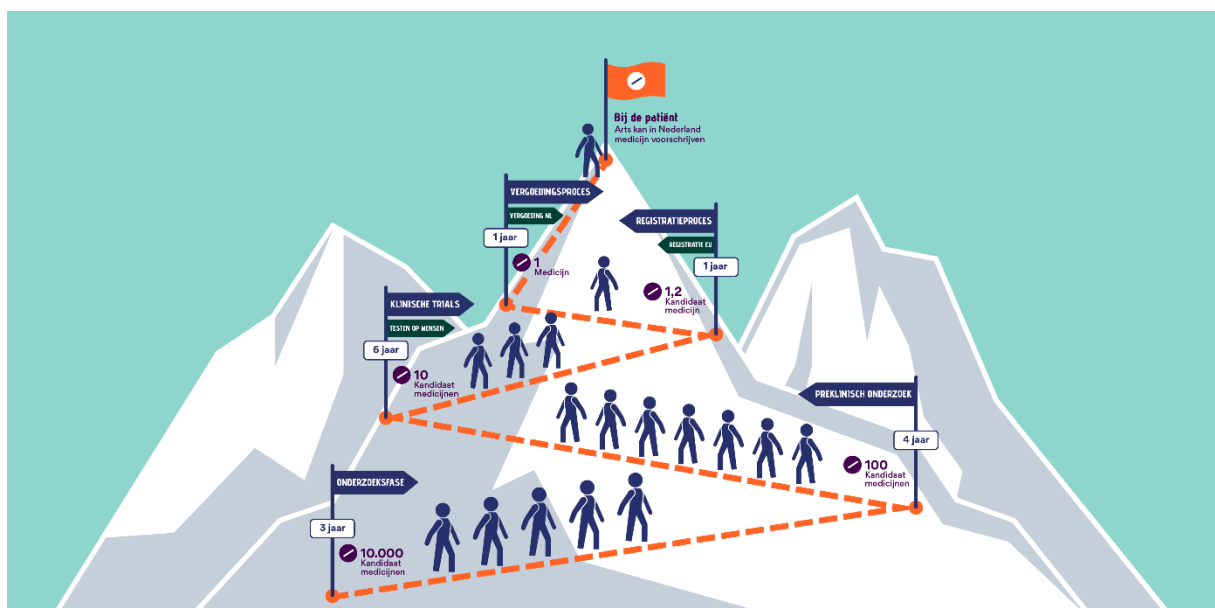 Bij de patiënt
Arts kan in Nederland
medicijn voorschrijven
VERGOEDINGSPROCES
VERGOEDING NL
1 jaar
1
Medicijn
REGISTRATIEPROCES
REGISTRATIE EU
1 jaar
1,2
Kandidaat
medicijn
KLINISCHE TRIALS
TESTEN OP MENSEN
6 jaar
10
Kandidaat
medicijnen
PREKLINISCH ONDERZOEK
4 jaar
100
Kandidaat
medicijnen
ONDERZOEKSFASE
3 jaar
10.000
Kandidaat
medicijnen